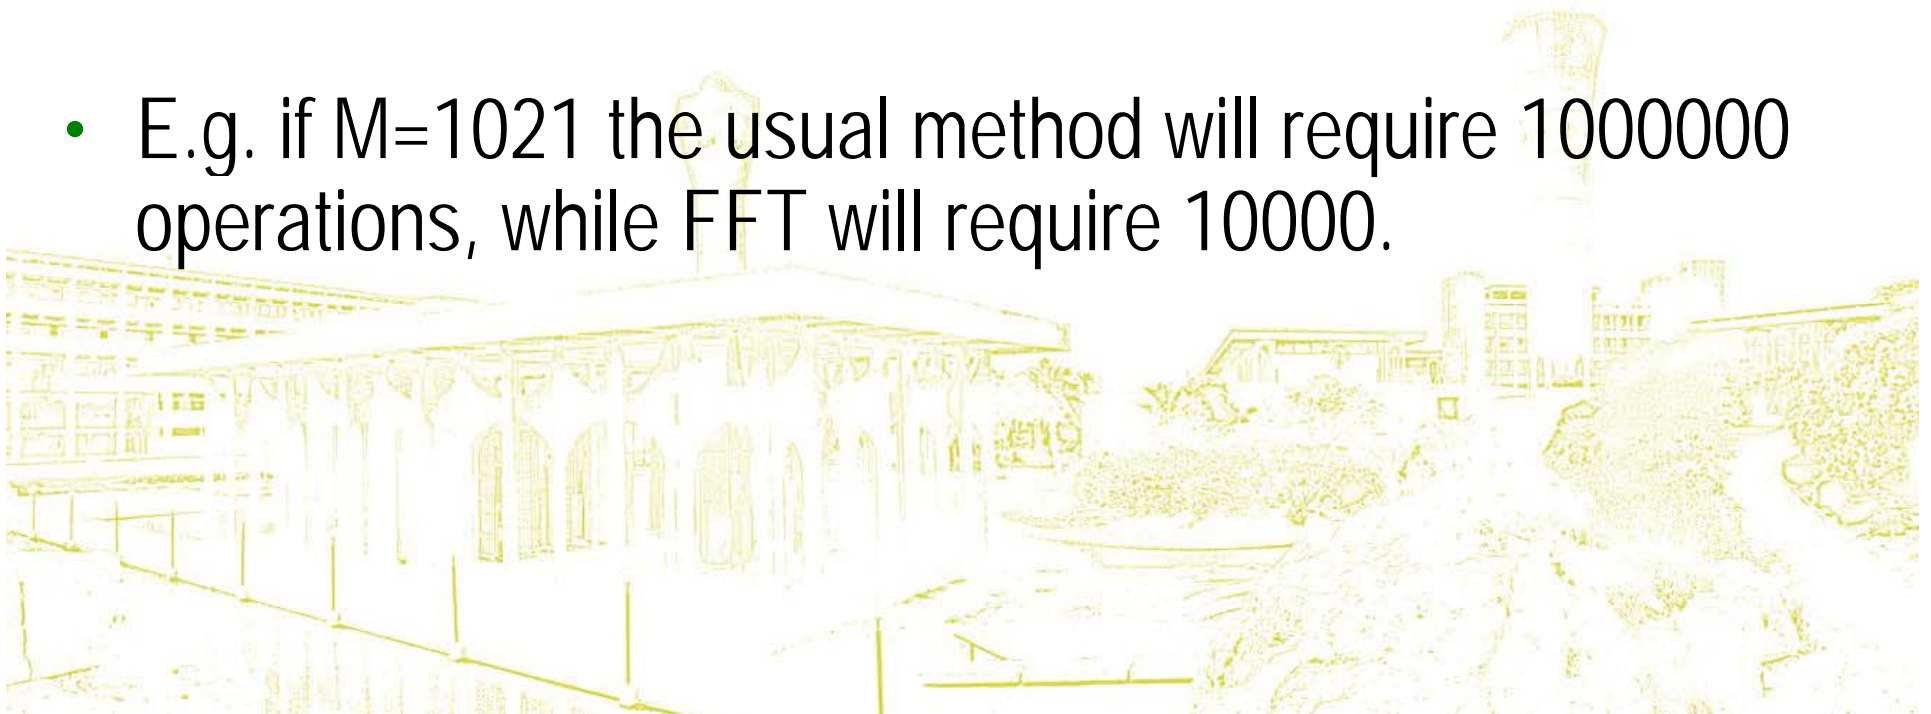 • E.g. if M=1021 the usual method will require 1000000
operations, while FFT will require 10000.